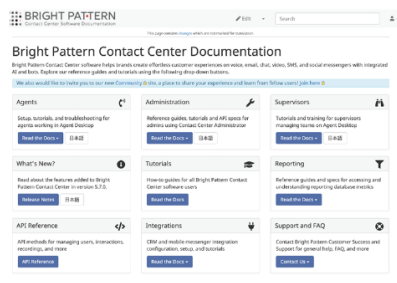 BRIGHT PATTERN
Contact Center Software Documentation
Edit
Search
This page contains changes which are not marked for translation.
Bright Pattern Contact Center Documentation
Bright Pattern Contact Center software helps brands create effortless customer experiences on voice, email, chat, video, SMS, and social messengers with integrated
AI and bots. Explore our reference guides and tutorials using the following drop-down buttons.
We also would like to invite you to our new Community Site, a place to share your experience and learn from fellow users! Join here
Agents
Setup, tutorials, and troubleshooting for
agents working in Agent Desktop
Read the Docs
日本語
Administration
Reference guides, tutorials and API specs for
admins using Contact Center Administrator
Read the Docs
日本語
Supervisors
Tutorials and training for supervisors
managing teams on Agent Desktop
Read the Docs
日本語
What's New?
Read about the features added to Bright
Pattern Contact Center in version 5.7.0.
Release Notes
日本語
Tutorials
How-to guides for all Bright Pattern Contact
Center software users
Read the Docs
Reporting
Reference guides and specs for accessing and
understanding reporting database metrics
Read the Docs
API Reference
API methods for managing users, interactions,
recordings, and more
API Reference
Integrations
CRM and mobile messenger integration
configuration, setup, and tutorials
Read the Docs
Support and FAQ
Contact Bright Pattern Customer Success and
Support for general help, FAQ, and more
Contact Us